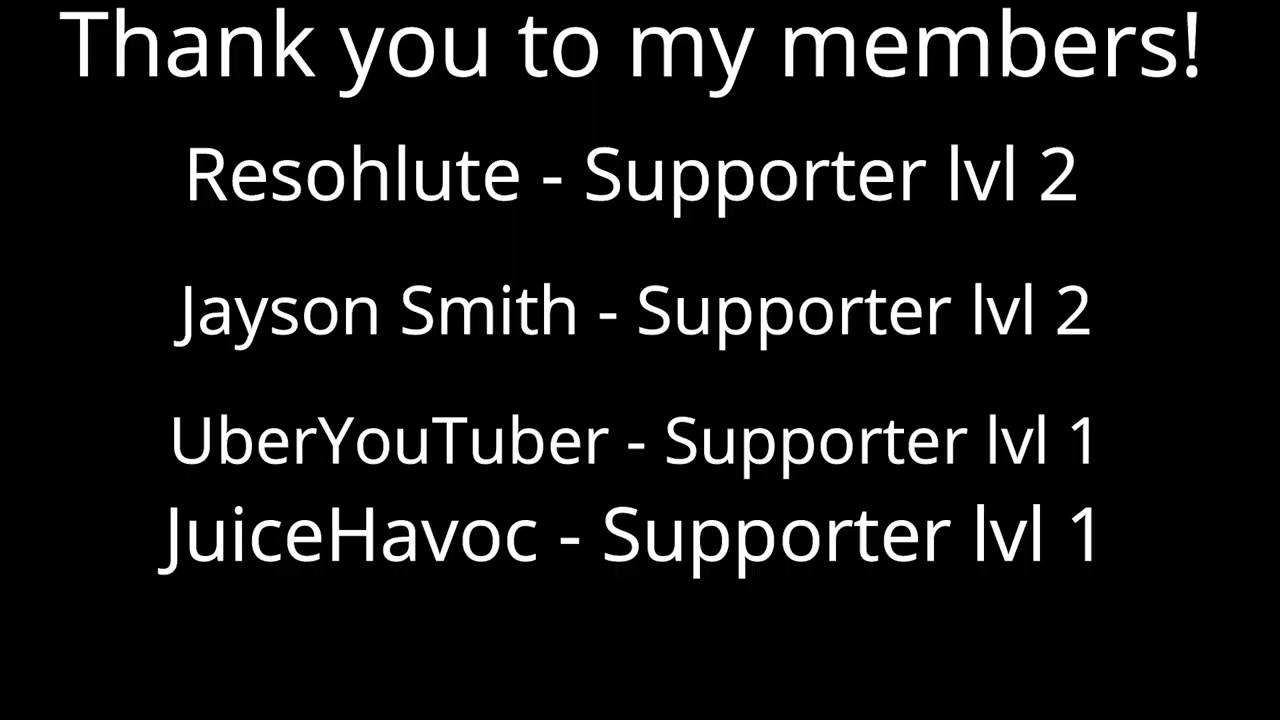 Thank you to my members!
Resohlute - Supporter lvl 2
Jayson Smith - Supporter lvl 2
UberYouTuber - Supporter lvl 1
JuiceHavoc - Supporter lvl 1